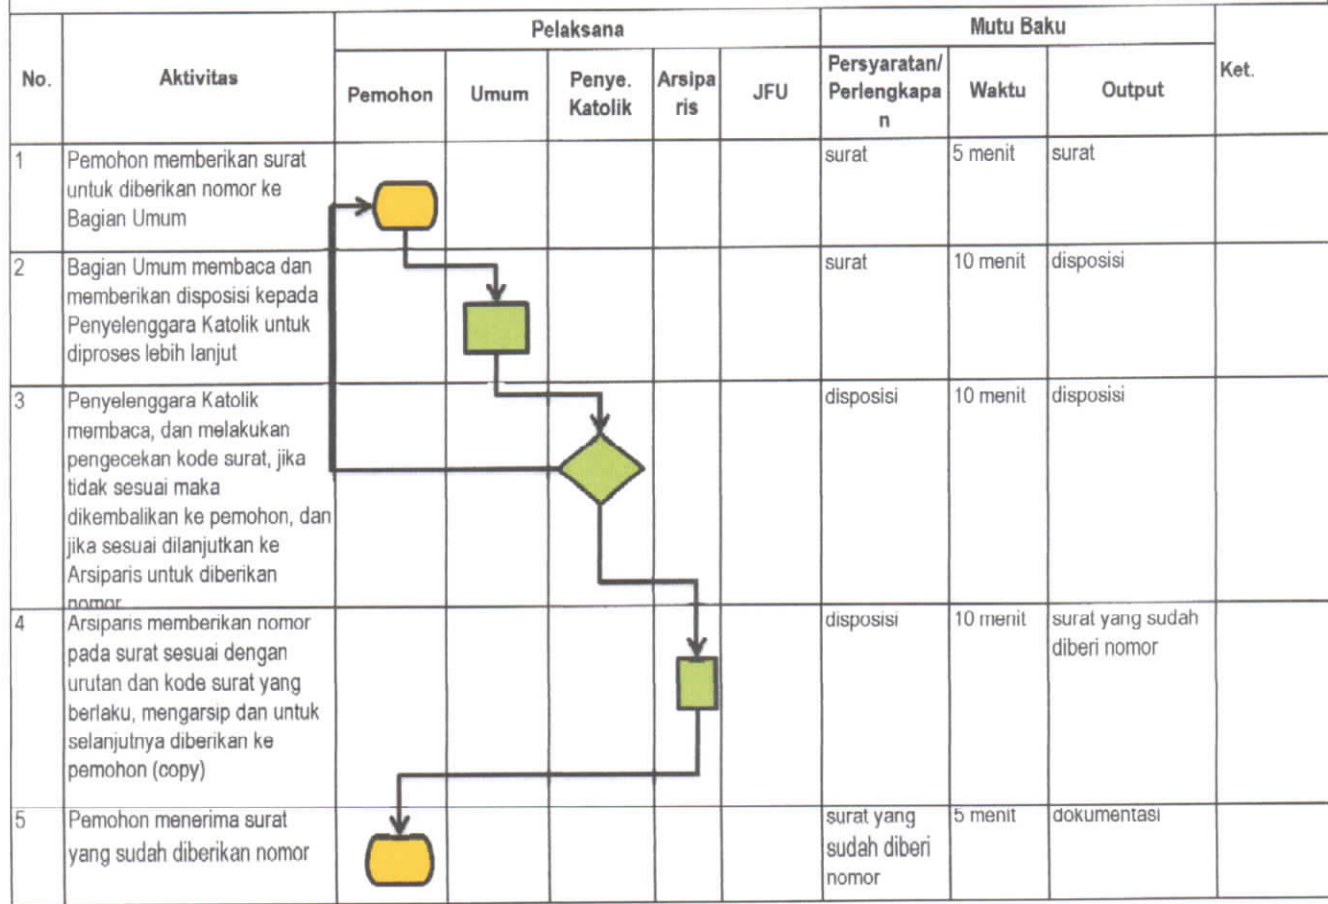 Pelaksana
Mutu Baku
No.
Aktivitas
Pemohon
Umum
Penye.
Katolik
Arsipa
ris
JFU
Persyaratan/
Perlengkapa
n
Waktu
Output
Ket.
1
Pemohon memberikan surat
untuk diberikan nomor ke
Bagian Umum
surat
5 menit
surat
2
Bagian Umum membaca dan
memberikan disposisi kepada
Penyelenggara Katolik untuk
diproses lebih lanjut
surat
10 menit
disposisi
3
Penyelenggara Katolik
membaca, dan melakukan
pengecekan kode surat, jika
tidak sesuai maka
dikembalikan ke pemohon, dan
jika sesuai dilanjutkan ke
Arsiparis untuk diberikan
nomor
disposisi
10 menit
disposisi
4
Arsiparis memberikan nomor
pada surat sesuai dengan
urutan dan kode surat yang
berlaku, mengarsip dan untuk
selanjutnya diberikan ke
pemohon (copy)
disposisi
10 menit
surat yang sudah
diberi nomor
5
Pemohon menerima surat
yang sudah diberikan nomor
surat yang
sudah diberi
nomor
5 menit
dokumentasi